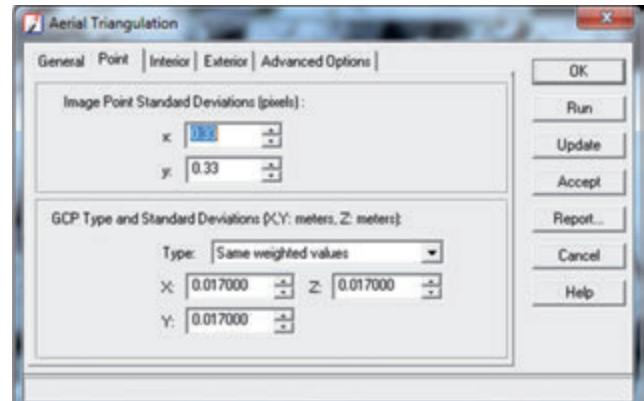 Aerial Triangulation
General Point Interior Exterior Advanced Options
Image Point Standard Deviations (pixels) :
x: 0.33
y: 0.33
GCP Type and Standard Deviations (X,Y: meters, Z: meters):
Type: Same weighted values
X: 0.017000 Z: 0.017000
Y: 0.017000
OK
Run
Update
Accept
Report...
Cancel
Help